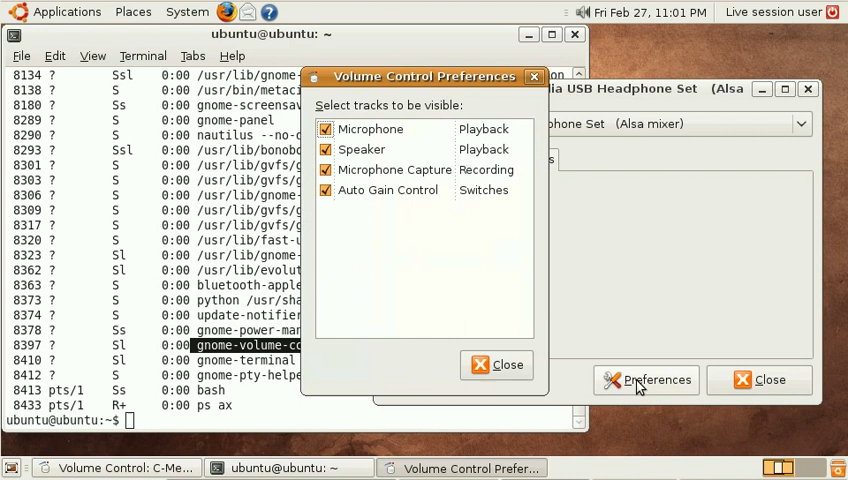 Applications Places System Fri Feb 27, 11:01 PM Live session user
ubuntu@ubuntu: ~
File Edit View Terminal Tabs Help
8134 ? Ssl 0:00 /usr/lib/gnome-
8138 ? S 0:00 /usr/bin/metaci
8180 ? Ss 0:00 gnome-screensav
8289 ? S 0:00 gnome-panel
8290 ? S 0:00 nautilus --no-d
8293 ? Ssl 0:00 /usr/lib/bonobo
8301 ? S 0:00 /usr/lib/gvfs/g
8303 ? S 0:00 /usr/lib/gvfs/g
8306 ? S 0:00 /usr/lib/gnome-
8309 ? S 0:00 /usr/lib/gvfs/g
8317 ? S 0:00 /usr/lib/gvfs/g
8320 ? S 0:00 /usr/lib/fast-u
8323 ? Sl 0:00 /usr/lib/gnome-
8362 ? Sl 0:00 /usr/lib/evolut
8363 ? S 0:00 bluetooth-apple
8373 ? S 0:00 python /usr/sha
8374 ? S 0:00 update-notifier
8378 ? Ss 0:00 gnome-power-man
8397 ? Sl 0:00 gnome-volume-co
8410 ? Sl 0:00 gnome-terminal
8412 ? S 0:00 gnome-pty-helpe
8413 pts/1 Ss 0:00 bash
8433 pts/1 R+ 0:00 ps ax
ubuntu@ubuntu:~$
Volume Control Preferences
Select tracks to be visible:
Microphone Playback
Speaker Playback
Microphone Capture Recording
Auto Gain Control Switches
Close
dia USB Headphone Set (Alsa
phone Set (Alsa mixer)
s
Preferences Close
Volume Control: C-Me... ubuntu@ubuntu: ~ Volume Control Prefer...